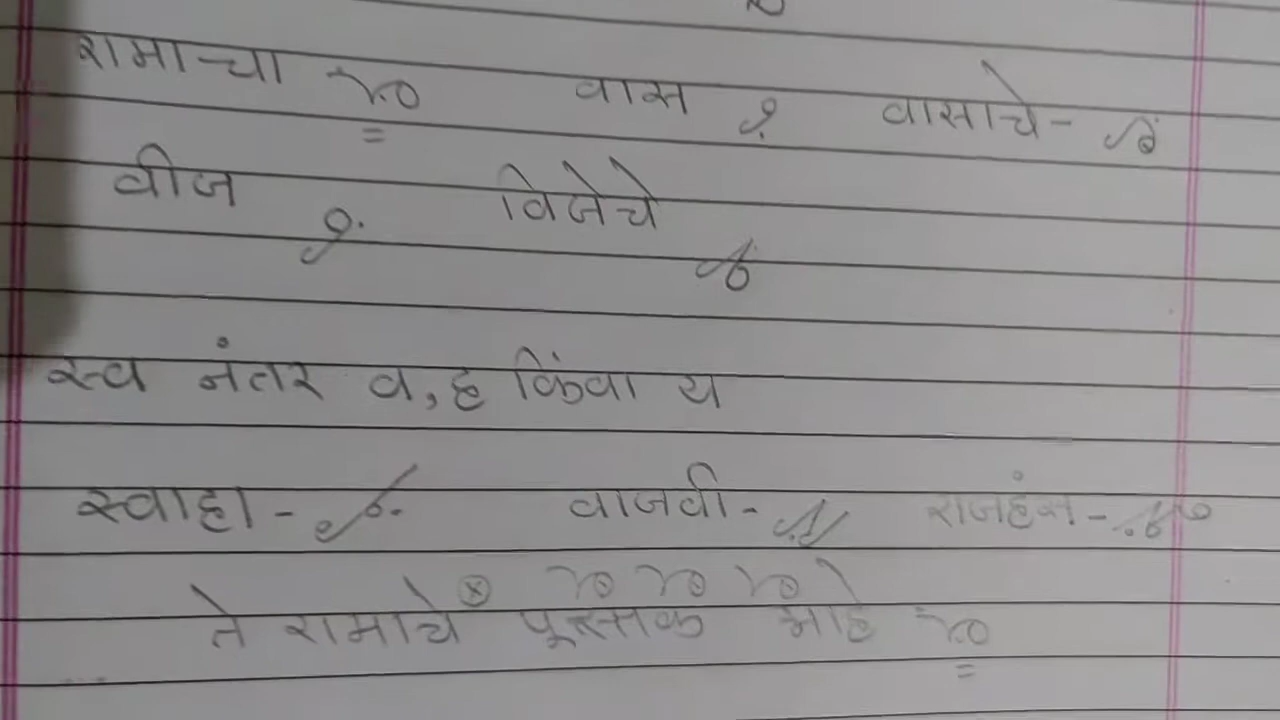 रामाच्या वास वासाचे-
वीज विजेचे
स्व नंतर व,ह किंवा य
स्वाहा - वाजवी- राजहंस-
ते रामाचे पूस्तक आहे